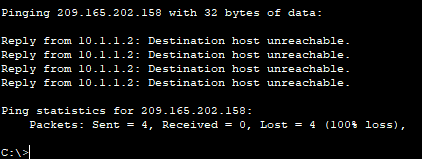 Pinging 209.165.202.158 with 32 bytes of data:
Reply from 10.1.1.2: Destination host unreachable.
Reply from 10.1.1.2: Destination host unreachable.
Reply from 10.1.1.2: Destination host unreachable.
Reply from 10.1.1.2: Destination host unreachable.
Ping statistics for 209.165.202.158:
Packets: Sent = 4, Received = 0, Lost = 4 (100% loss),
C:\>